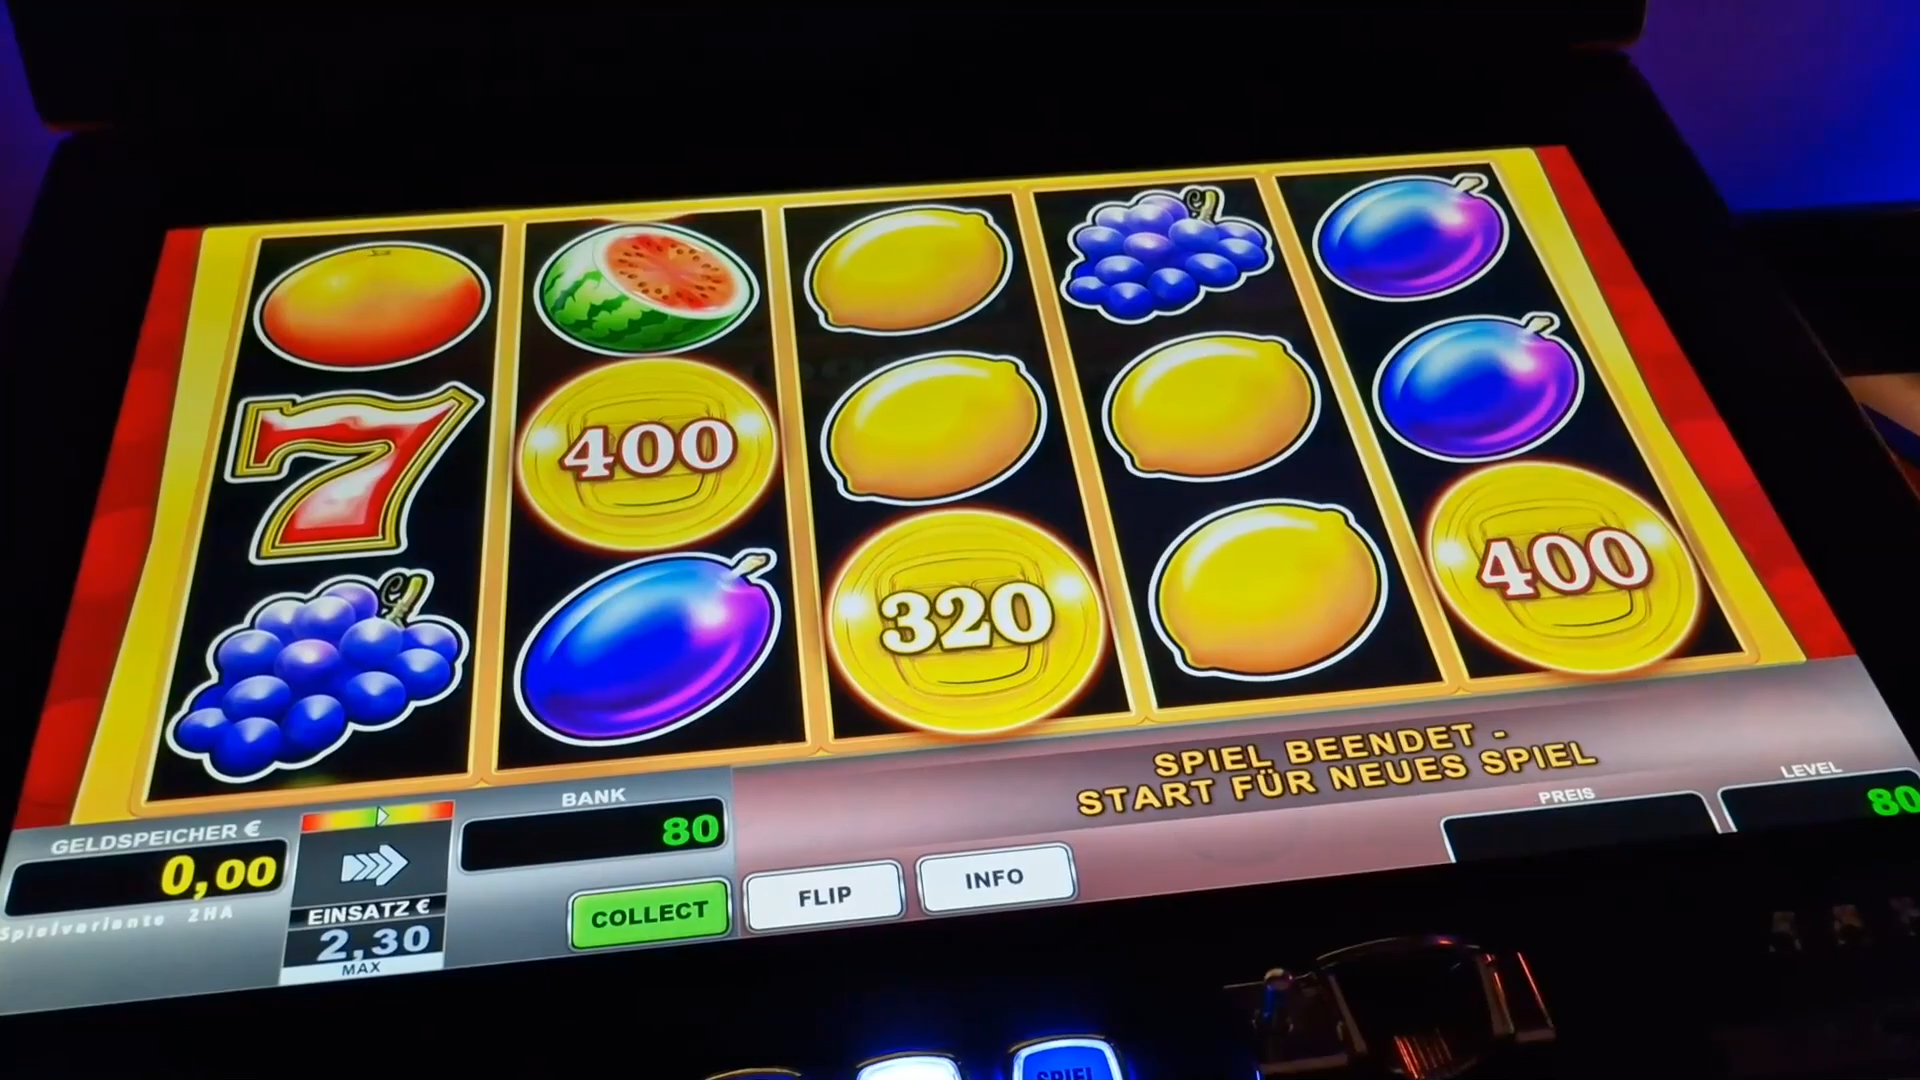 400
320
400
SPIEL BEENDET -
START FÜR NEUES SPIEL
GELDSPEICHER €
0,00
Spielvariante 2HA
EINSATZ €
2,30
MAX
BANK
80
COLLECT
FLIP
INFO
PREIS
LEVEL
80
SPIEL